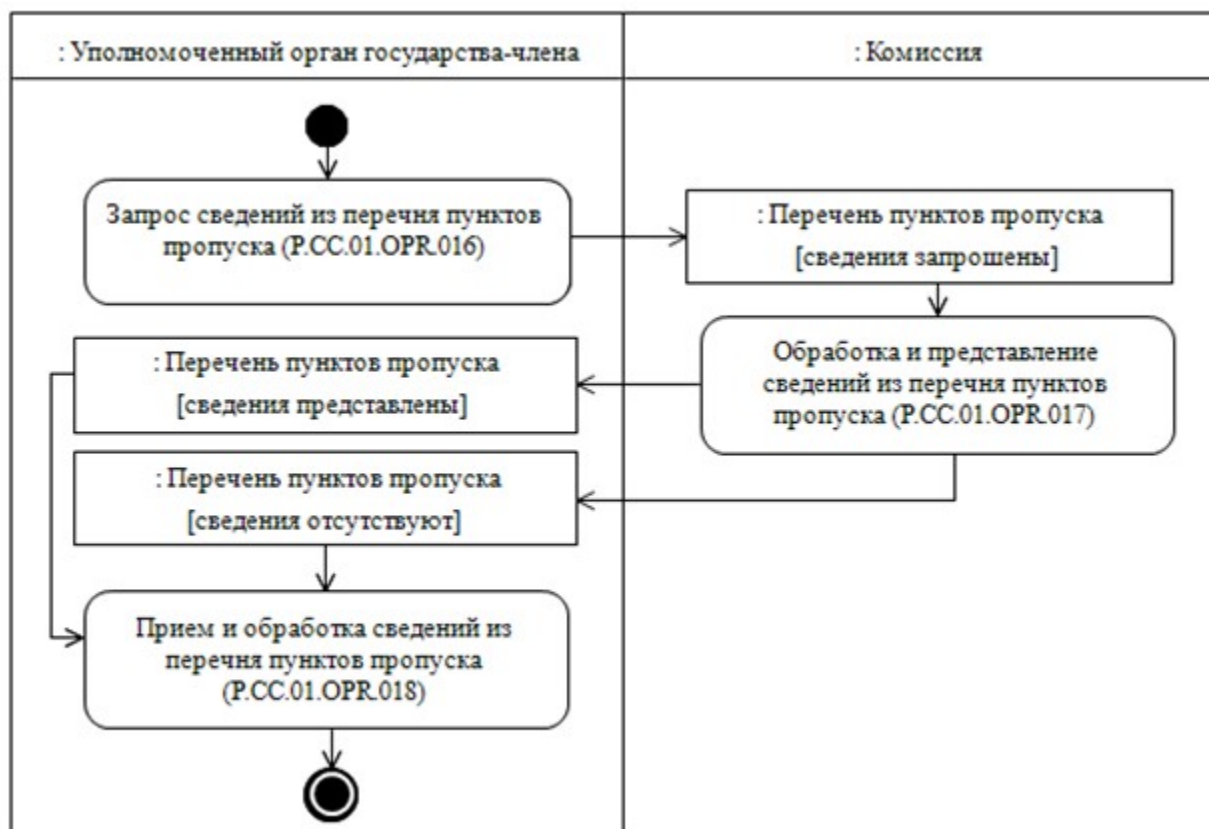 : Уполномоченный орган государства-члена
: Комиссия
Запрос сведений из перечня пунктов
пропуска (P.CC.01.OPR.016)
: Перечень пунктов пропуска
[сведения запрошены]
Обработка и представление
сведений из перечня пунктов
пропуска (P.CC.01.OPR.017)
: Перечень пунктов пропуска
[сведения представлены]
: Перечень пунктов пропуска
[сведения отсутствуют]
Прием и обработка сведений из
перечня пунктов пропуска
(P.CC.01.OPR.018)